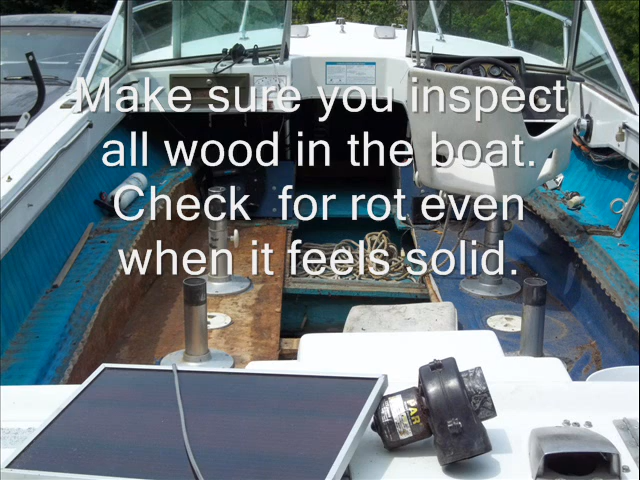 Make sure you inspect
all wood in the boat.
Check  for rot even
when it feels solid.